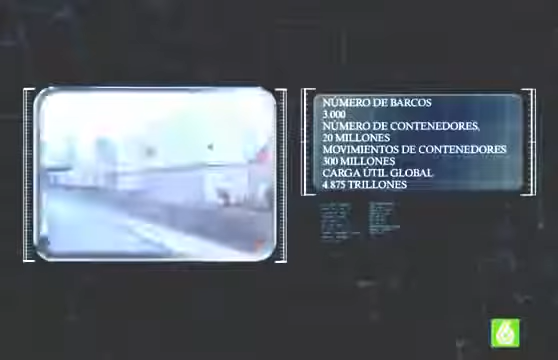 NÚMERO DE BARCOS
3.000
NÚMERO DE CONTENEDORES,
20 MILLONES
MOVIMIENTOS DE CONTENEDORES
300 MILLONES
CARGA ÚTIL GLOBAL
4.875 TRILLONES
6